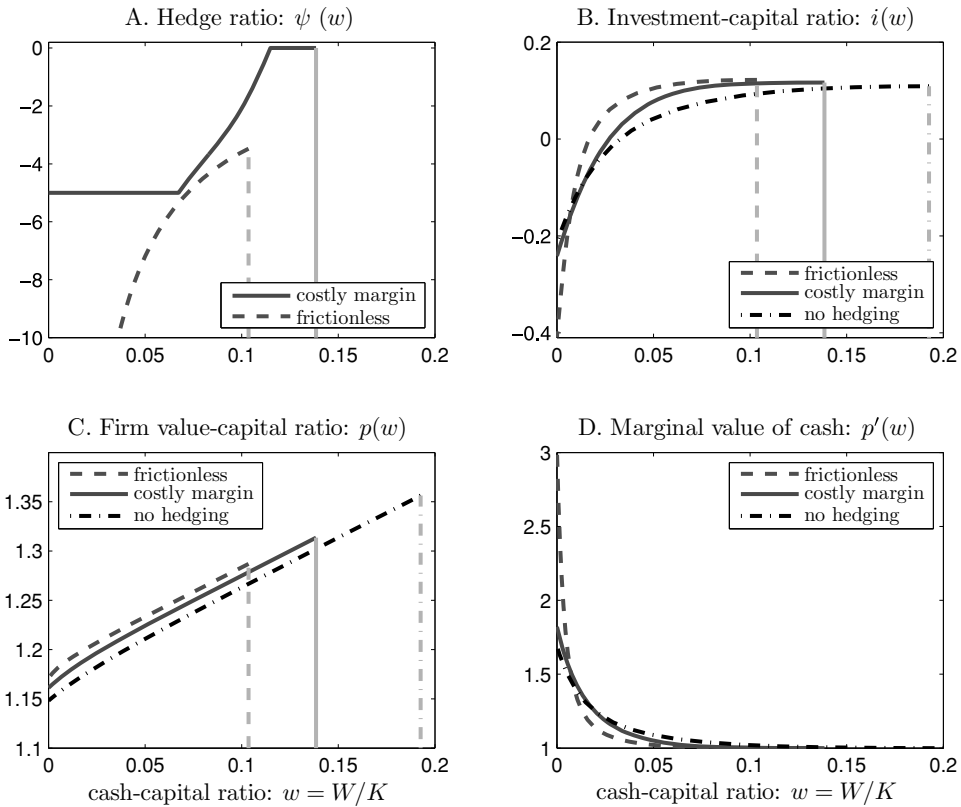 A. Hedge ratio: ψ (w)
0
−2
−4
−6
−8
−10
0
0.05
0.1
0.15
0.2
costly margin
frictionless
B. Investment-capital ratio: i(w)
0.2
0
−0.2
−0.4
0
0.05
0.1
0.15
0.2
frictionless
costly margin
no hedging
C. Firm value-capital ratio: p(w)
1.35
1.3
1.25
1.2
1.15
1.1
0
0.05
0.1
0.15
0.2
frictionless
costly margin
no hedging
cash-capital ratio: w = W/K
D. Marginal value of cash: p′(w)
3
2.5
2
1.5
1
0
0.05
0.1
0.15
0.2
frictionless
costly margin
no hedging
cash-capital ratio: w = W/K